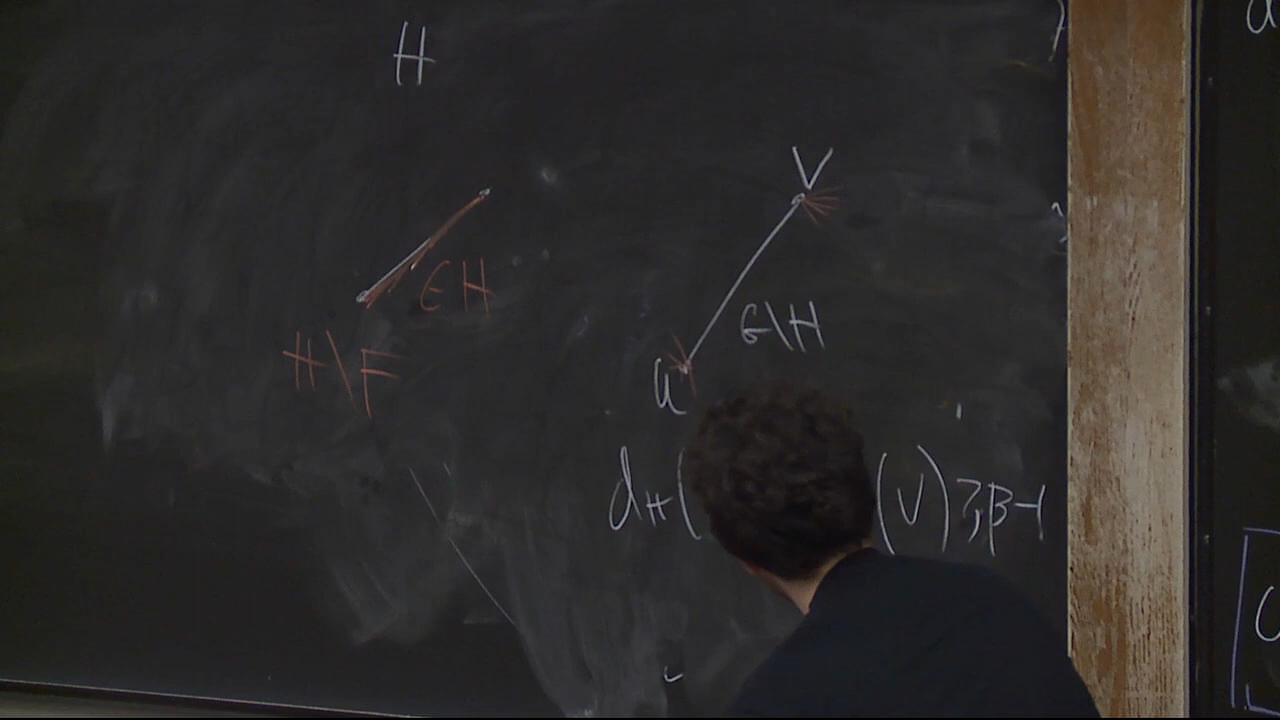 H
V
∈ H
G\H
H\F
u
d_H(
(v) ≥ β-1